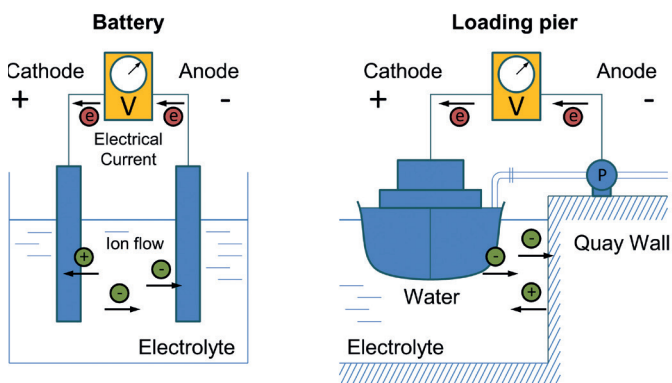 Battery
Cathode
Anode
+
-
V
e
e
Electrical
Current
Ion flow
+
-
-
Electrolyte
Loading pier
Cathode
Anode
+
-
V
e
e
P
-
-
+
Quay Wall
Water
Electrolyte